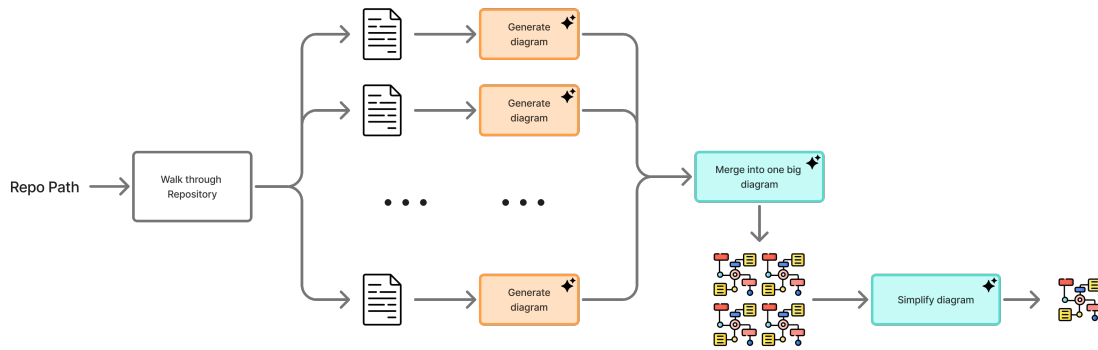 Generate
diagram
Generate
diagram
Repo Path
Walk through
Repository
Merge into one big
diagram
Generate
diagram
Simplify diagram